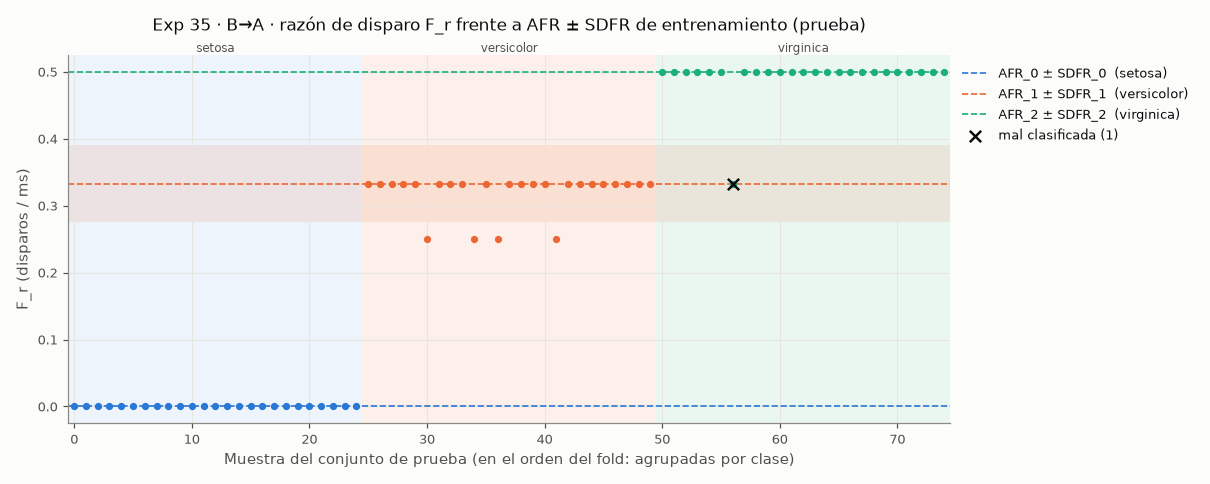 Exp 35 · B→A · razón de disparo F_r frente a AFR ± SDFR de entrenamiento (prueba)
setosa versicolor virginica
F_r (disparos / ms)
0.5
0.4
0.3
0.2
0.1
0.0
0 10 20 30 40 50 60 70
Muestra del conjunto de prueba (en el orden del fold: agrupadas por clase)
AFR_0 ± SDFR_0 (setosa)
AFR_1 ± SDFR_1 (versicolor)
AFR_2 ± SDFR_2 (virginica)
mal clasificada (1)